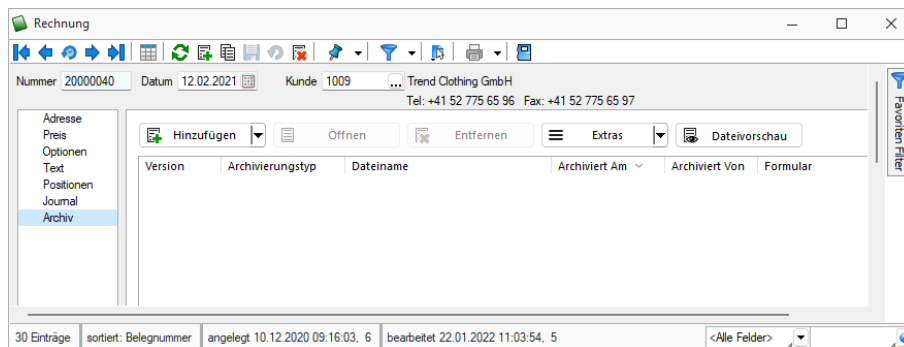 Rechnung
Nummer 20000040 Datum 12.02.2021 Kunde 1009 ... Trend Clothing GmbH
Tel: +41 52 775 65 96 Fax: +41 52 775 65 97
Favoriten Filter
Adresse
Preis
Optionen
Text
Positionen
Journal
Archiv
Hinzufügen Öffnen Entfernen Extras Dateivorschau
Version Archivierungstyp Dateiname Archiviert Am Archiviert Von Formular
30 Einträge sortiert: Belegnummer angelegt 10.12.2020 09:16:03, 6 bearbeitet 22.01.2022 11:03:54, 5 <Alle Felder>